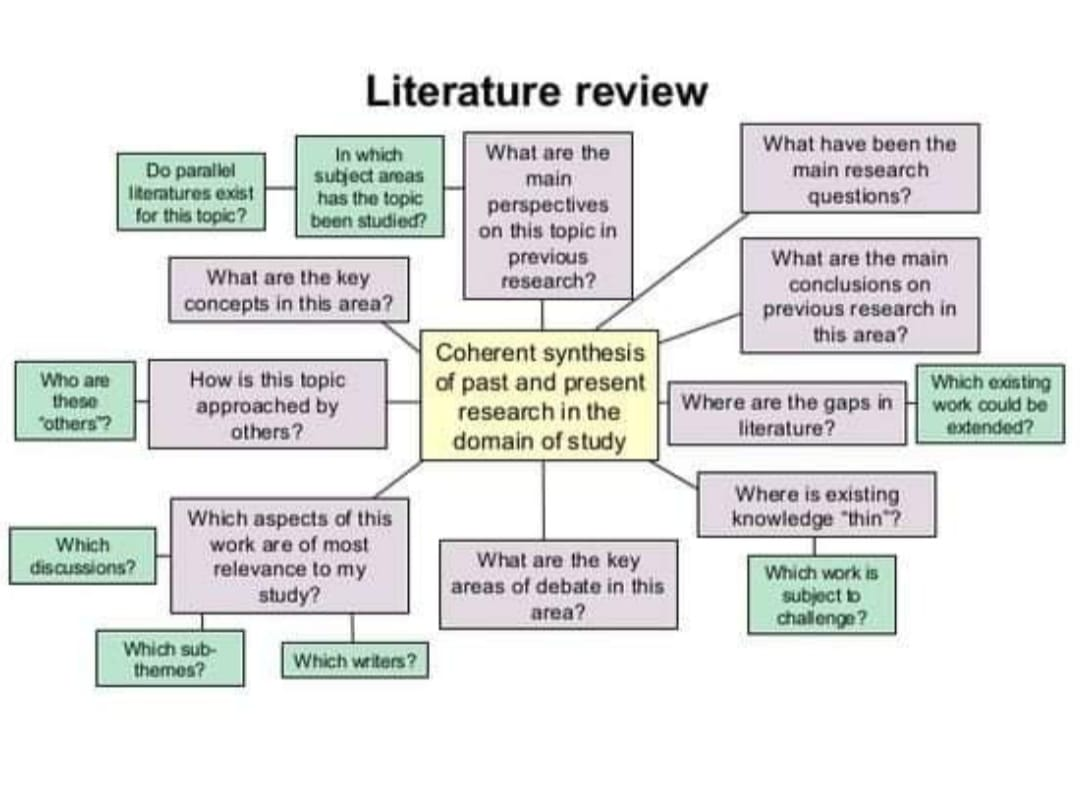 Literature review
Do parallel
literatures exist
for this topic?
In which
subject areas
has the topic
been studied?
What are the
main
perspectives
on this topic in
previous
research?
What have been the
main research
questions?
What are the key
concepts in this area?
What are the main
conclusions on
previous research in
this area?
Coherent synthesis
of past and present
research in the
domain of study
Who are
these
"others"?
How is this topic
approached by
others?
Where are the gaps in
literature?
Which existing
work could be
extended?
Where is existing
knowledge "thin"?
Which aspects of this
work are of most
relevance to my
study?
Which
discussions?
What are the key
areas of debate in this
area?
Which work is
subject to
challenge?
Which sub-
themes?
Which writers?